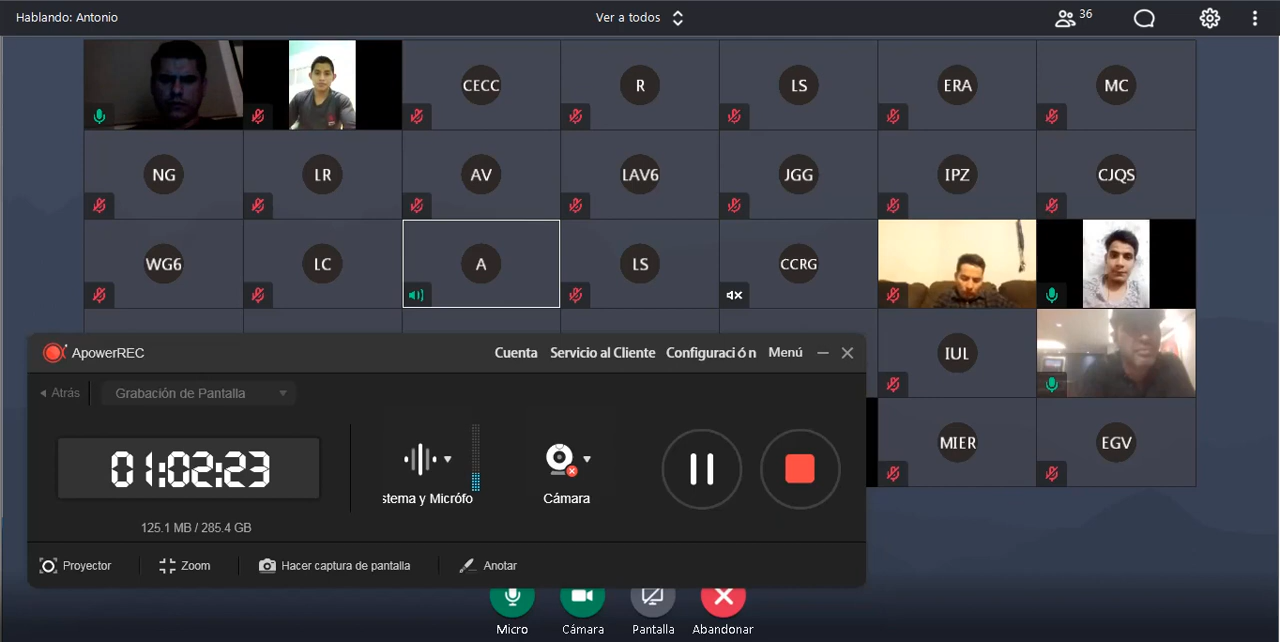 Hablando: Antonio
Ver a todos
36
CECC
R
LS
ERA
MC
NG
LR
AV
LAV6
JGG
IPZ
CJQS
WG6
LC
A
LS
CCRG
IUL
MIER
EGV
ApowerREC
Cuenta Servicio al Cliente Configuración Menú
Atrás
Grabación de Pantalla
01:02:23
stema y Micrófo
Cámara
125.1 MB / 285.4 GB
Proyector
Zoom
Hacer captura de pantalla
Anotar
Micro
Cámara
Pantalla
Abandonar